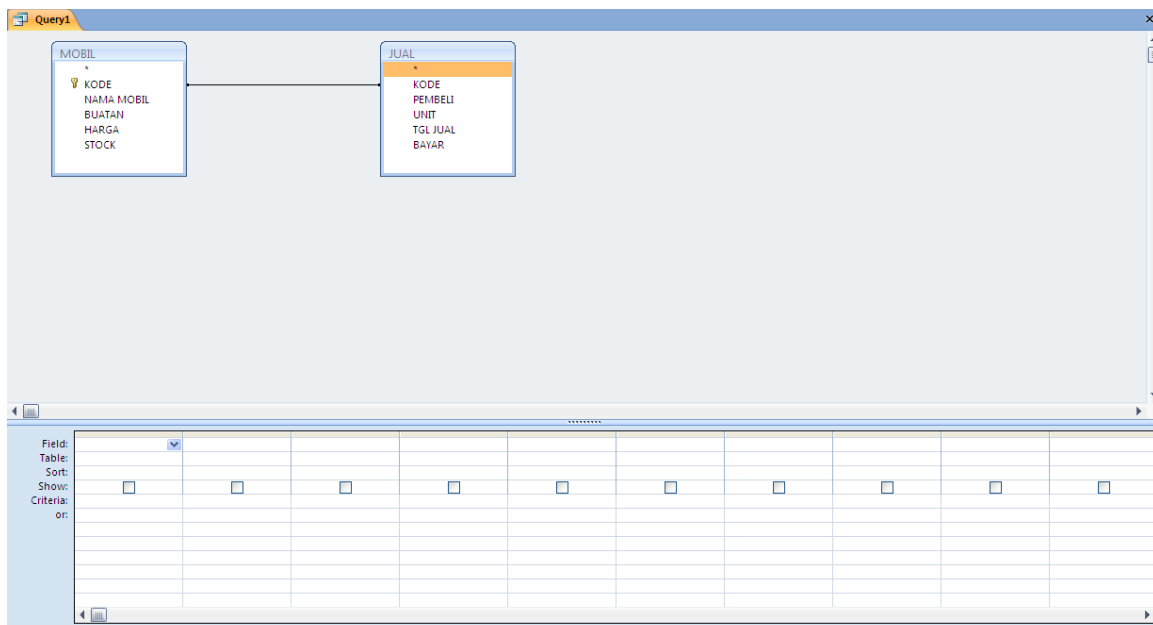 Query1
MOBIL
*
KODE
NAMA MOBIL
BUATAN
HARGA
STOCK
JUAL
*
KODE
PEMBELI
UNIT
TGL JUAL
BAYAR
Field:
Table:
Sort:
Show:
Criteria:
or: